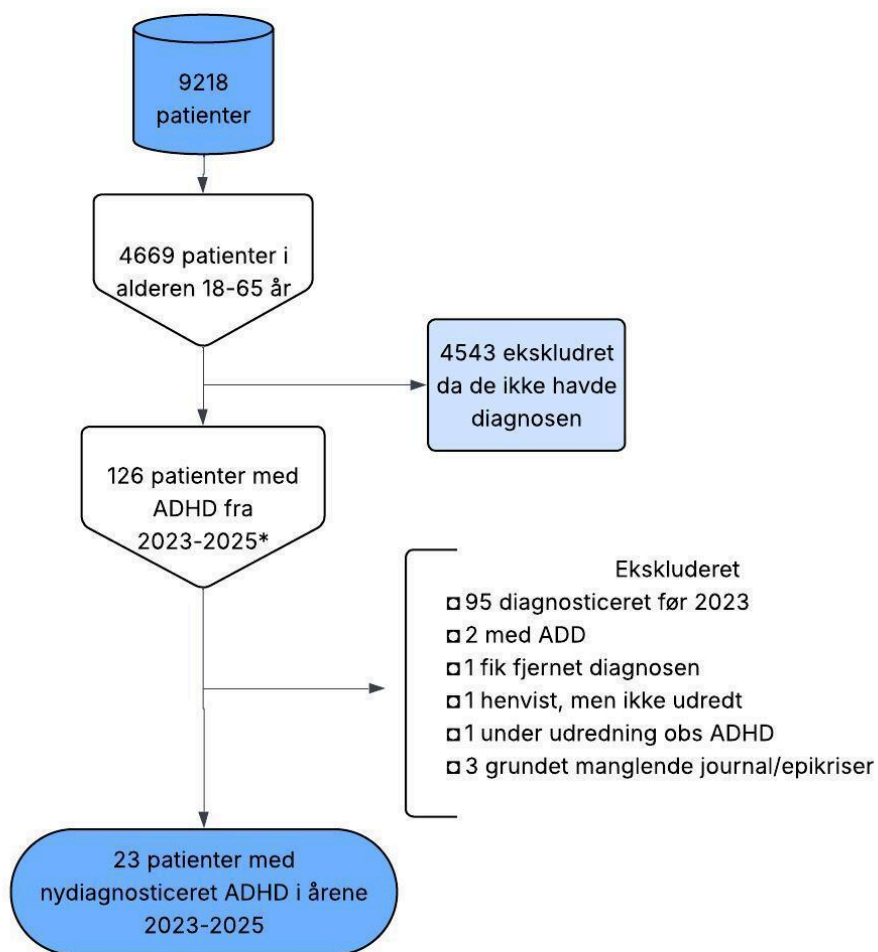 9218
patienter
4669 patienter i
alderen 18-65 år
4543 ekskludret
da de ikke havde
diagnosen
126 patienter med
ADHD fra
2023-2025*
Ekskluderet
95 diagnosticeret før 2023
2 med ADD
1 fik fjernet diagnosen
1 henvist, men ikke udredt
1 under udredning obs ADHD
3 grundet manglende journal/epikriser
23 patienter med
nydiagnosticeret ADHD i årene
2023-2025